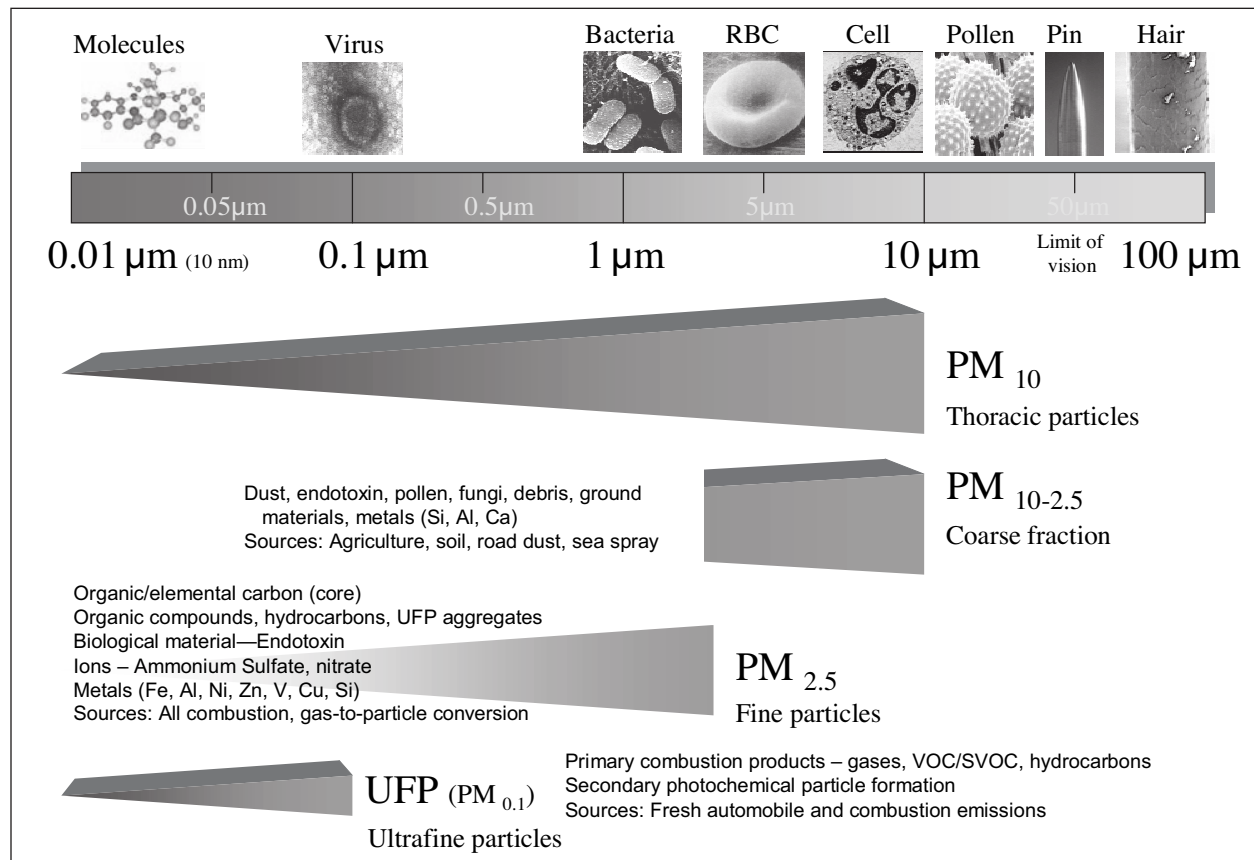 Molecules Virus Bacteria RBC Cell Pollen Pin Hair
0.05µm 0.5µm 5µm 50µm
0.01 µm (10 nm) 0.1 µm 1 µm 10 µm Limit of vision 100 µm
PM 10
Thoracic particles
Dust, endotoxin, pollen, fungi, debris, ground
materials, metals (Si, Al, Ca)
Sources: Agriculture, soil, road dust, sea spray
PM 10-2.5
Coarse fraction
Organic/elemental carbon (core)
Organic compounds, hydrocarbons, UFP aggregates
Biological material—Endotoxin
Ions – Ammonium Sulfate, nitrate
Metals (Fe, Al, Ni, Zn, V, Cu, Si)
Sources: All combustion, gas-to-particle conversion
PM 2.5
Fine particles
UFP (PM 0.1)
Ultrafine particles
Primary combustion products – gases, VOC/SVOC, hydrocarbons
Secondary photochemical particle formation
Sources: Fresh automobile and combustion emissions